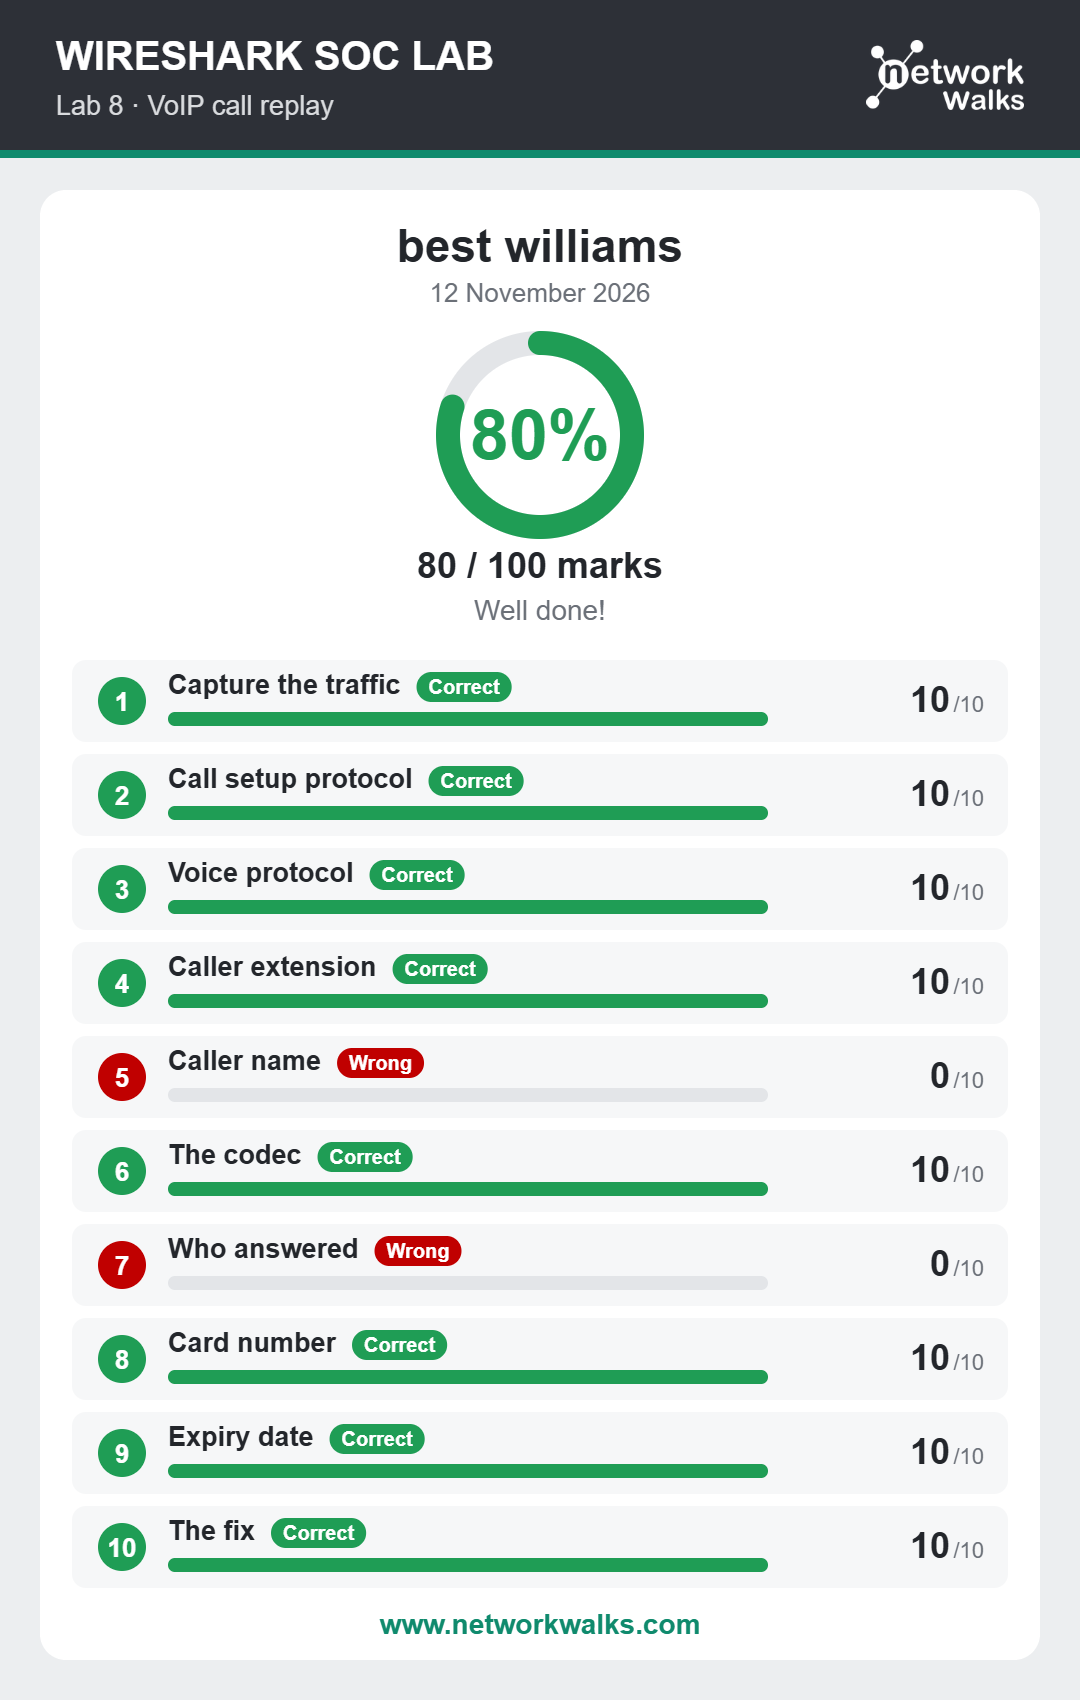 WIRESHARK SOC LAB
Lab 8 · VoIP call replay
network
walks
best williams
12 November 2026
80%
80 / 100 marks
Well done!
1 Capture the traffic Correct 10 /10
2 Call setup protocol Correct 10 /10
3 Voice protocol Correct 10 /10
4 Caller extension Correct 10 /10
5 Caller name Wrong 0 /10
6 The codec Correct 10 /10
7 Who answered Wrong 0 /10
8 Card number Correct 10 /10
9 Expiry date Correct 10 /10
10 The fix Correct 10 /10
www.networkwalks.com